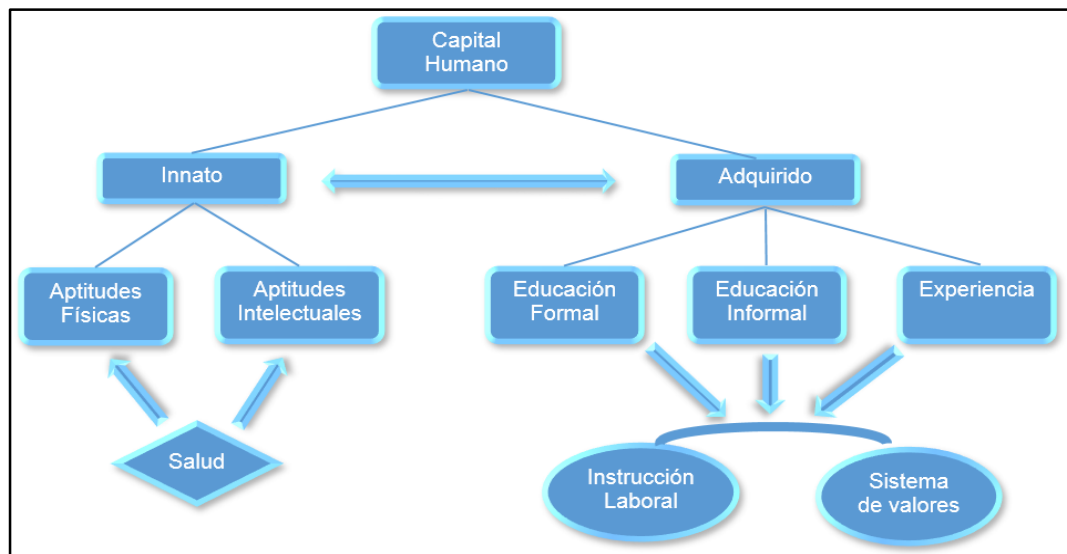 Capital
Humano
Innato
Adquirido
Aptitudes
Físicas
Aptitudes
Intelectuales
Educación
Formal
Educación
Informal
Experiencia
Salud
Instrucción
Laboral
Sistema
de valores